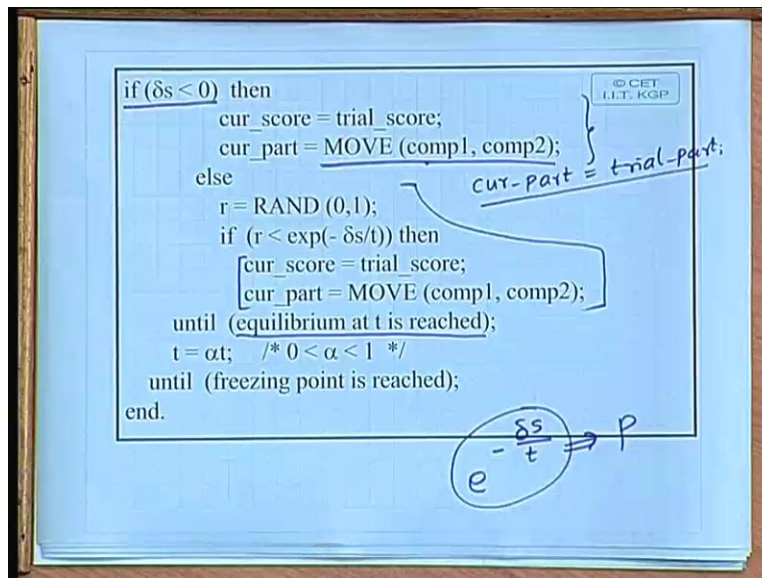 © CET
I.I.T. KGP
if (δs < 0) then
cur_score = trial_score;
cur_part = MOVE (comp1, comp2);
cur-part = trial-part;
else
r = RAND (0,1);
if (r < exp(- δs/t)) then
cur_score = trial_score;
cur_part = MOVE (comp1, comp2);
until (equilibrium at t is reached);
t = αt; /* 0 < α < 1 */
until (freezing point is reached);
end.
e^-δs/t ⇒ P